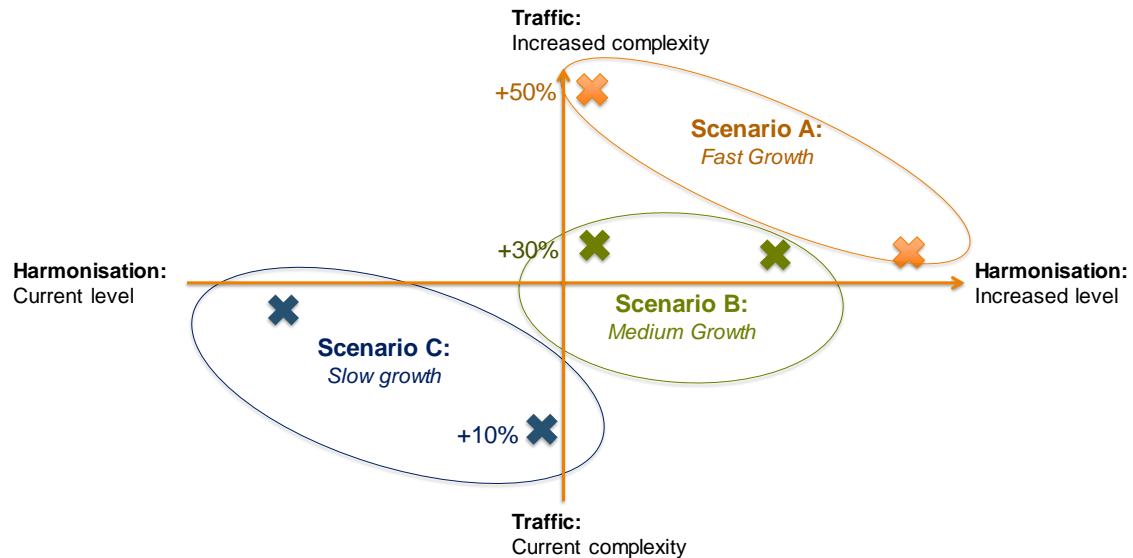 Traffic:
Increased complexity
+50%
Scenario A:
Fast Growth
+30%
Harmonisation:
Current level
Harmonisation:
Increased level
Scenario B:
Medium Growth
Scenario C:
Slow growth
+10%
Traffic:
Current complexity